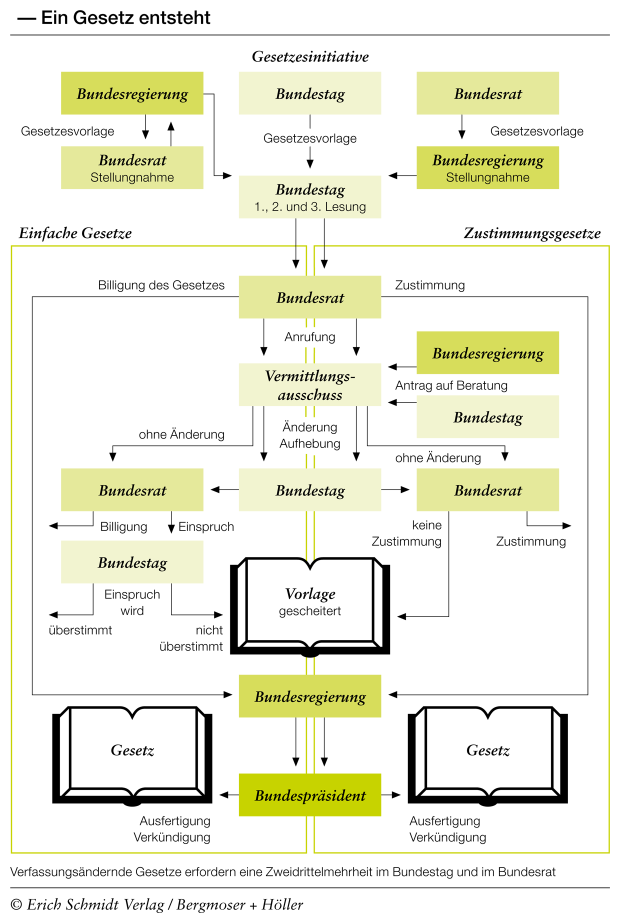 — Ein Gesetz entsteht
Gesetzesinitiative
Bundesregierung
Bundestag
Bundesrat
Gesetzesvorlage
Gesetzesvorlage
Gesetzesvorlage
Bundesrat
Stellungnahme
Bundesregierung
Stellungnahme
Bundestag
1., 2. und 3. Lesung
Einfache Gesetze
Zustimmungsgesetze
Billigung des Gesetzes
Bundesrat
Zustimmung
Anrufung
Bundesregierung
Vermittlungs-
ausschuss
Antrag auf Beratung
Bundestag
ohne Änderung
Änderung
Aufhebung
ohne Änderung
Bundesrat
Bundestag
Bundesrat
Billigung
Einspruch
keine
Zustimmung
Zustimmung
Bundestag
Einspruch
wird
überstimmt
nicht
überstimmt
Vorlage
gescheitert
Bundesregierung
Gesetz
Gesetz
Bundespräsident
Ausfertigung
Verkündigung
Ausfertigung
Verkündigung
Verfassungsändernde Gesetze erfordern eine Zweidrittelmehrheit im Bundestag und im Bundesrat
© Erich Schmidt Verlag / Bergmoser + Höller